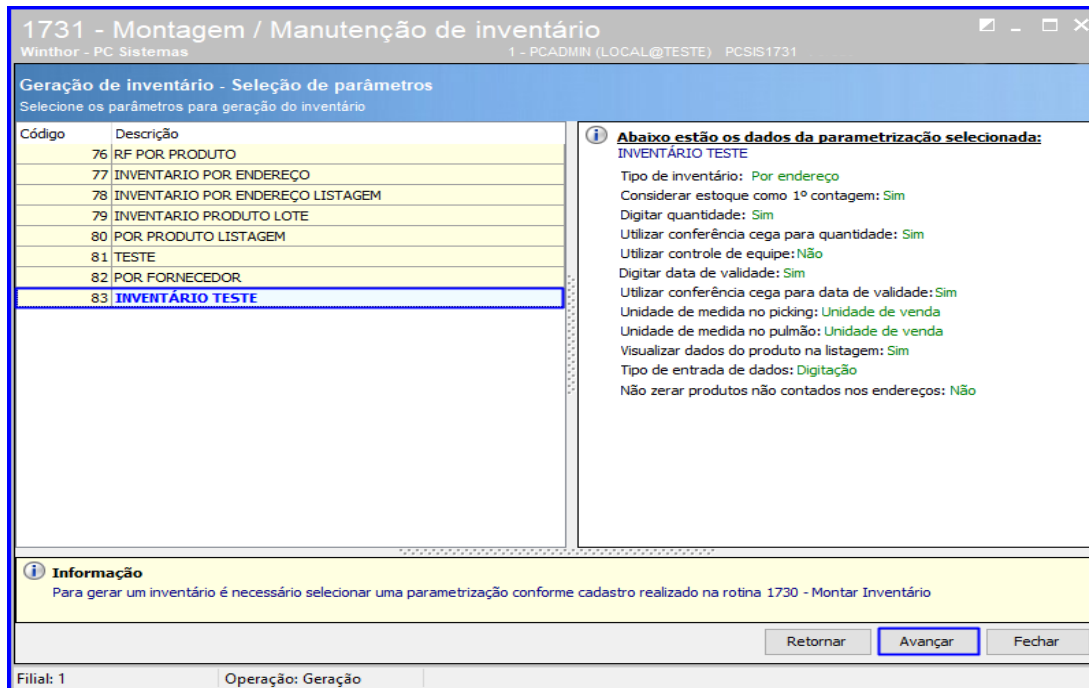 1731 - Montagem / Manutenção de inventário
Winthor - PC Sistemas 1 - PCADMIN (LOCAL@TESTE) PCSIS1731
Geração de inventário - Seleção de parâmetros
Selecione os parâmetros para geração do inventário
Código Descrição
76 RF POR PRODUTO
77 INVENTARIO POR ENDEREÇO
78 INVENTARIO POR ENDEREÇO LISTAGEM
79 INVENTARIO PRODUTO LOTE
80 POR PRODUTO LISTAGEM
81 TESTE
82 POR FORNECEDOR
83 INVENTÁRIO TESTE
Abaixo estão os dados da parametrização selecionada:
INVENTÁRIO TESTE
Tipo de inventário: Por endereço
Considerar estoque como 1º contagem: Sim
Digitar quantidade: Sim
Utilizar conferência cega para quantidade: Sim
Utilizar controle de equipe: Não
Digitar data de validade: Sim
Utilizar conferência cega para data de validade: Sim
Unidade de medida no picking: Unidade de venda
Unidade de medida no pulmão: Unidade de venda
Visualizar dados do produto na listagem: Sim
Tipo de entrada de dados: Digitação
Não zerar produtos não contados nos endereços: Não
Informação
Para gerar um inventário é necessário selecionar uma parametrização conforme cadastro realizado na rotina 1730 - Montar Inventário
Retornar Avançar Fechar
Filial: 1 Operação: Geração